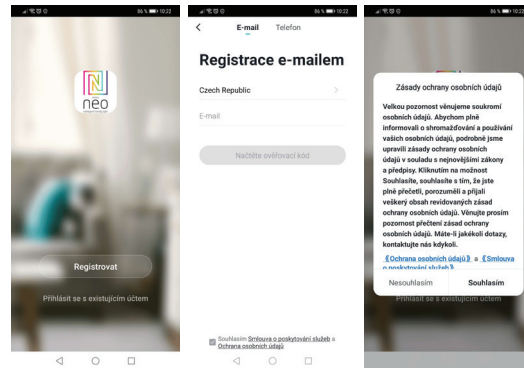 86 % 10:22
neo
Registrovat
Přihlásit se s existujícím účtem
86 % 10:22
E-mail Telefon
Registrace e-mailem
Czech Republic
E-mail
Načtěte ověřovací kód
Souhlasím Smlouva o poskytování služeb a
Ochrana osobních údajů
86 % 10:22
Zásady ochrany osobních údajů
Velkou pozornost věnujeme soukromí
osobních údajů. Abychom plně
informovali o shromažďování a používání
vašich osobních údajů, podrobně jsme
upravili zásady ochrany osobních
údajů v souladu s nejnovějšími zákony
a předpisy. Kliknutím na možnost
Souhlasíte, souhlasíte s tím, že jste
plně přečetli, porozuměli a přijali
veškerý obsah revidovaných zásad
ochrany osobních údajů. Věnujte prosím
pozornost přečtení zásad ochrany
osobních údajů. Máte-li jakékoli dotazy,
kontaktujte nás kdykoli.
《Ochrana osobních údajů》 a 《Smlouva
o poskytování služeb》
Nesouhlasím Souhlasím
Přihlásit se s existujícím účtem